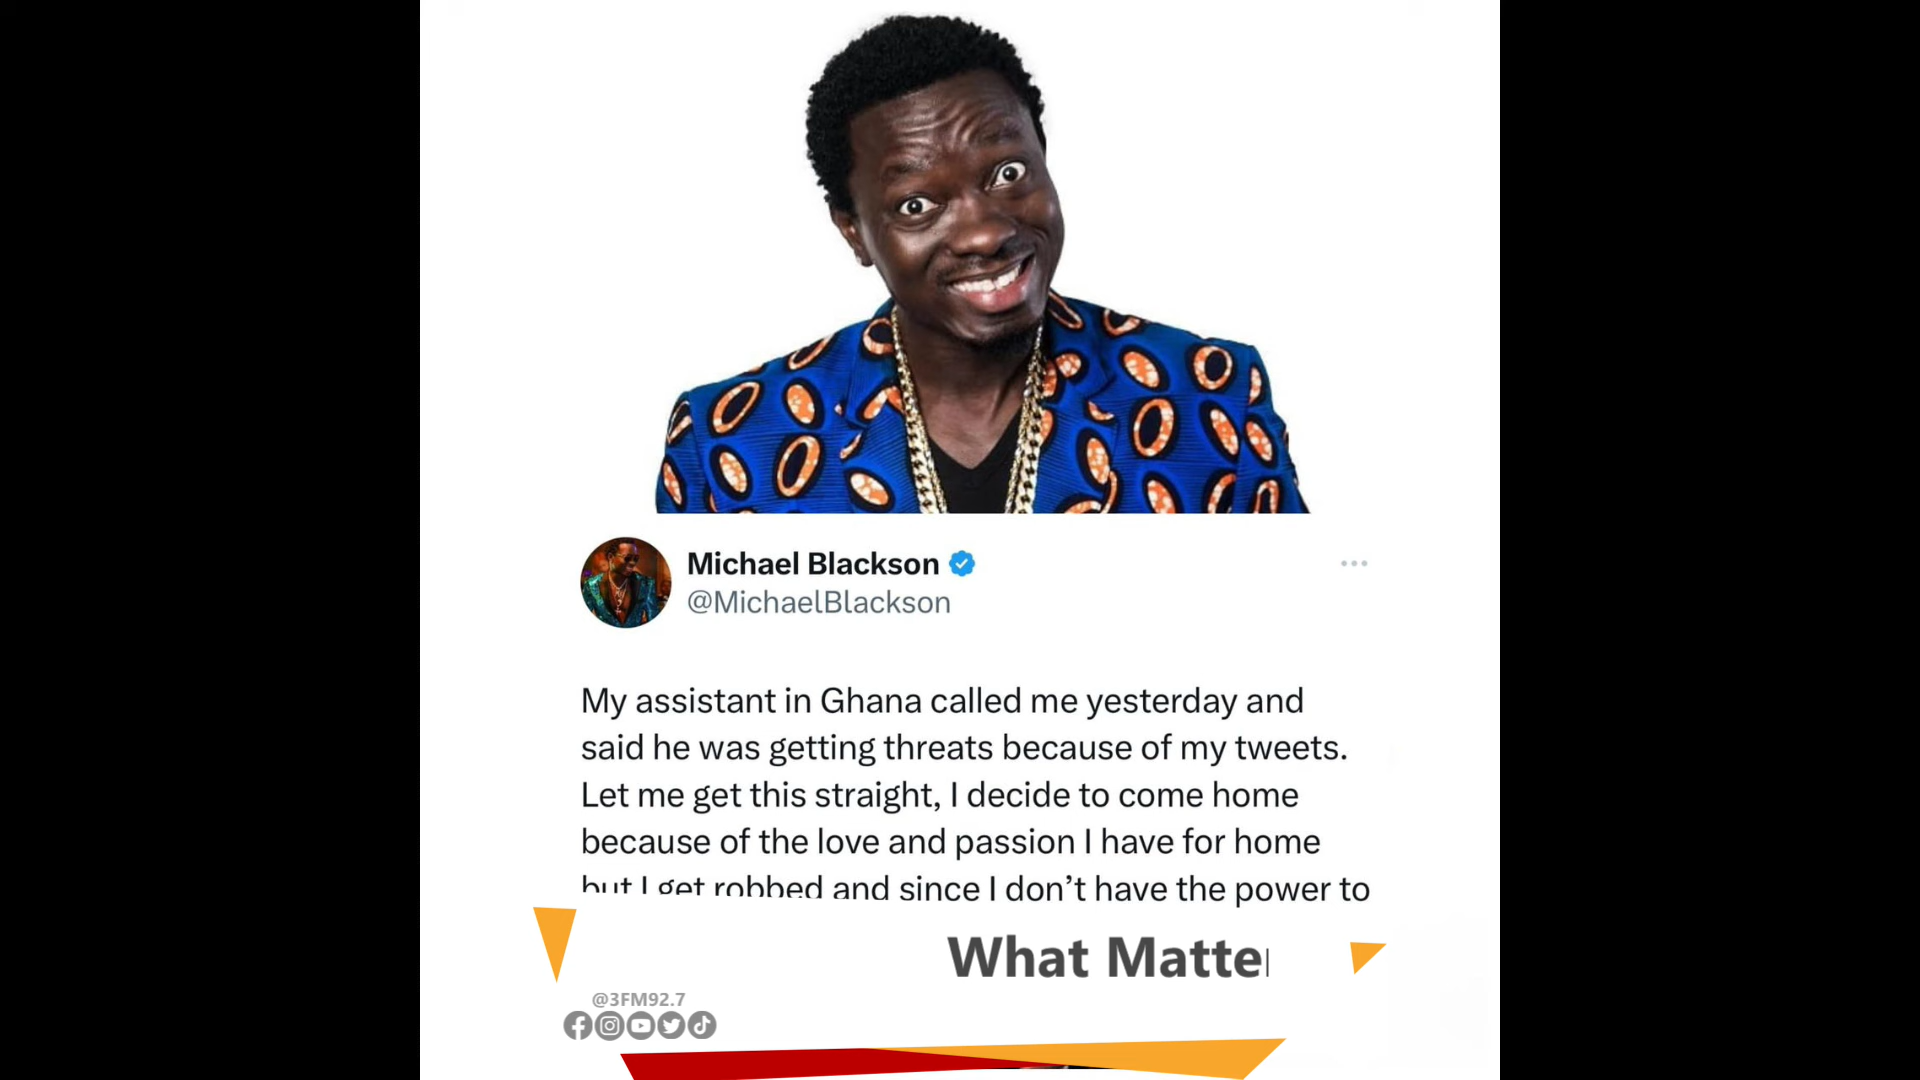 Michael Blackson
@MichaelBlackson
My assistant in Ghana called me yesterday and
said he was getting threats because of my tweets.
Let me get this straight, I decide to come home
because of the love and passion I have for home
but I get robbed and since I don’t have the power to
What Matte
@3FM92.7